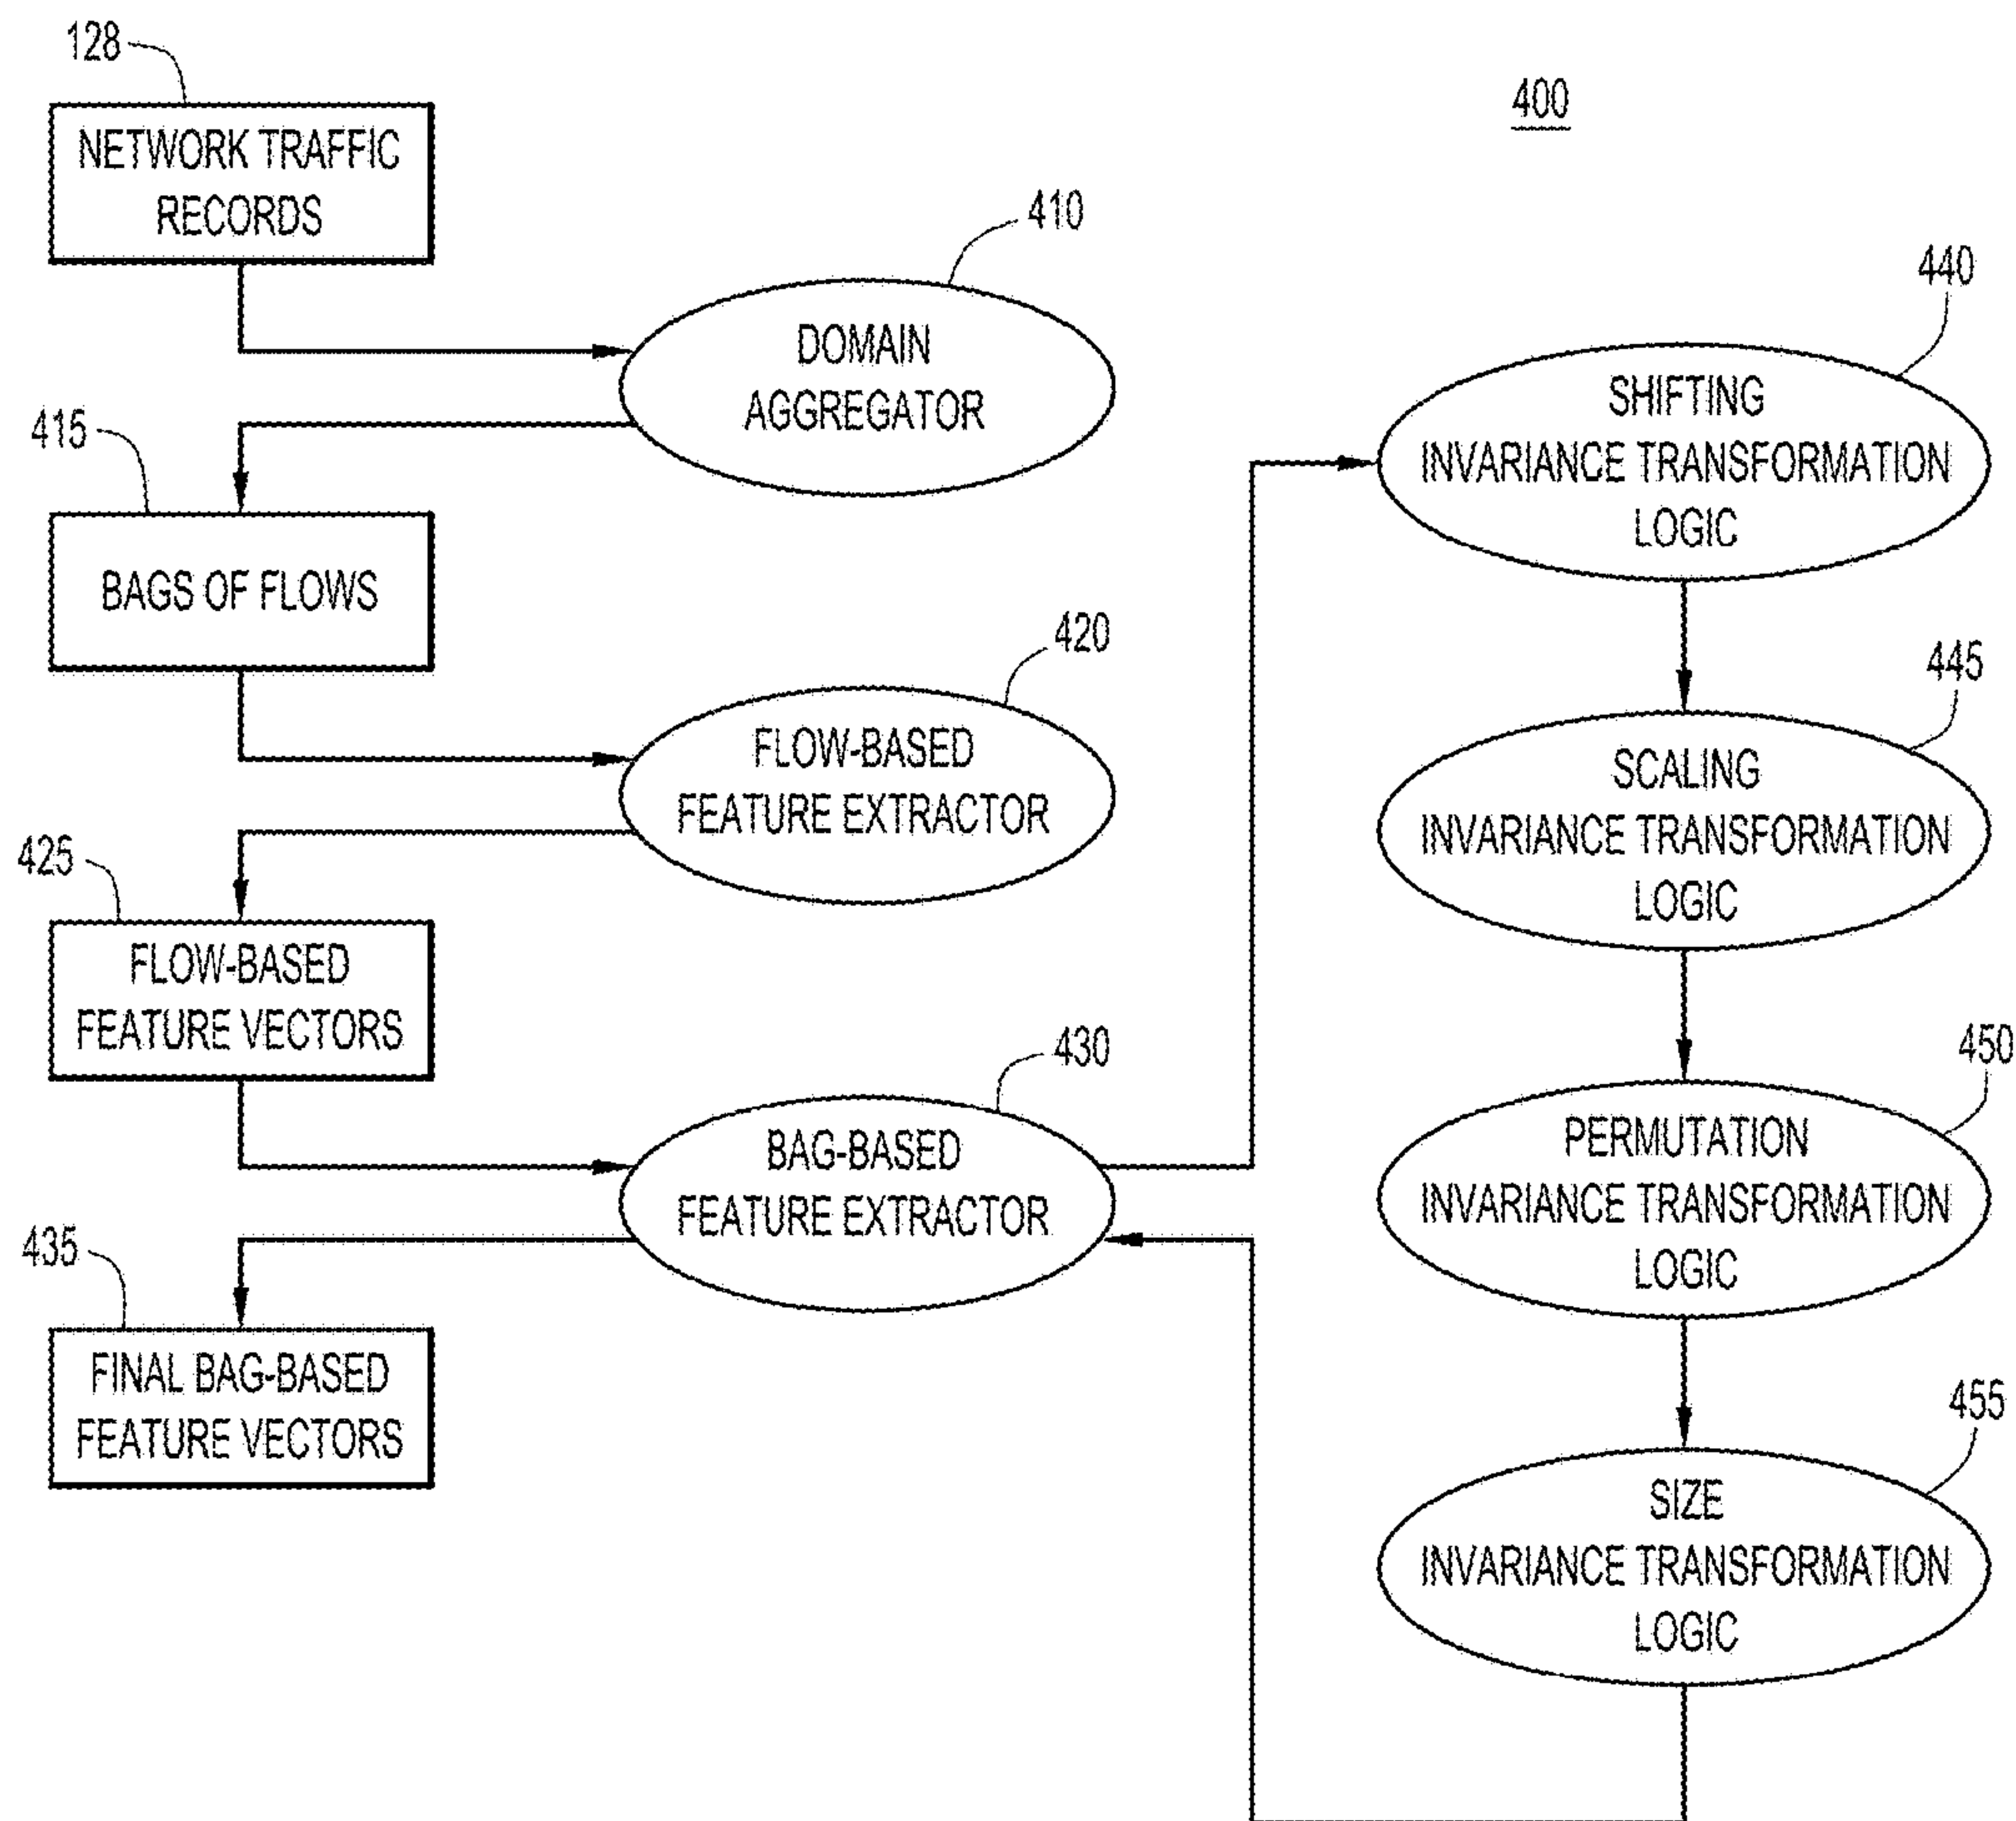 128
NETWORK TRAFFIC
RECORDS
400
410
DOMAIN
AGGREGATOR
415
BAGS OF FLOWS
420
FLOW-BASED
FEATURE EXTRACTOR
425
FLOW-BASED
FEATURE VECTORS
430
BAG-BASED
FEATURE EXTRACTOR
435
FINAL BAG-BASED
FEATURE VECTORS
440
SHIFTING
INVARIANCE TRANSFORMATION
LOGIC
445
SCALING
INVARIANCE TRANSFORMATION
LOGIC
450
PERMUTATION
INVARIANCE TRANSFORMATION
LOGIC
455
SIZE
INVARIANCE TRANSFORMATION
LOGIC